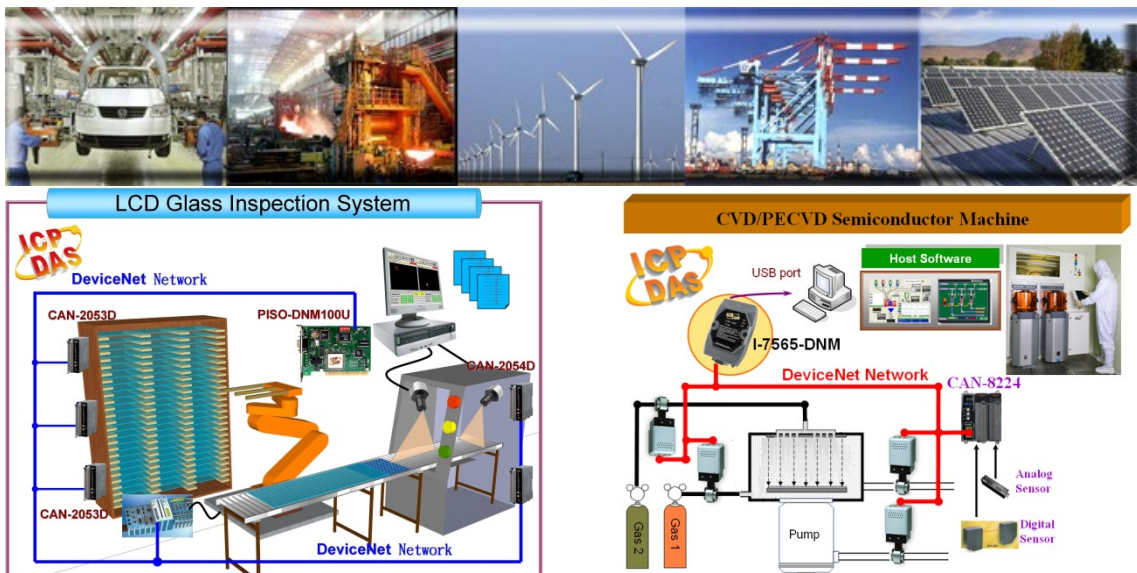 LCD Glass Inspection System
ICP
DAS
DeviceNet Network
CAN-2053D
PISO-DNM100U
CAN-2054D
CAN-2053D
DeviceNet Network
CVD/PECVD Semiconductor Machine
ICP
DAS
USB port
Host Software
I-7565-DNM
DeviceNet Network
CAN-8224
Analog
Sensor
Gas 2
Gas 1
Pump
Digital
Sensor